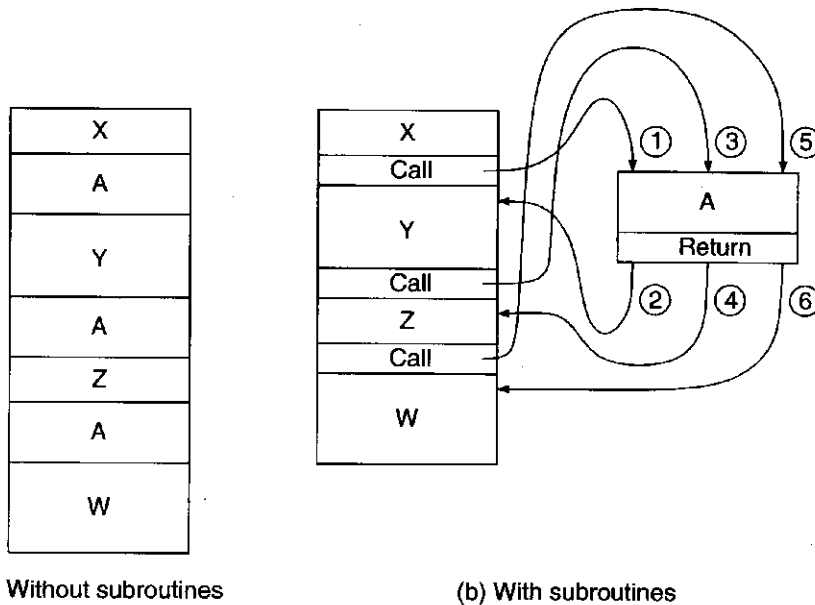 X
A
Y
A
Z
A
W
Without subroutines
X
Call
Y
Call
Z
Call
W
1
3
5
A
Return
2
4
6
(b) With subroutines